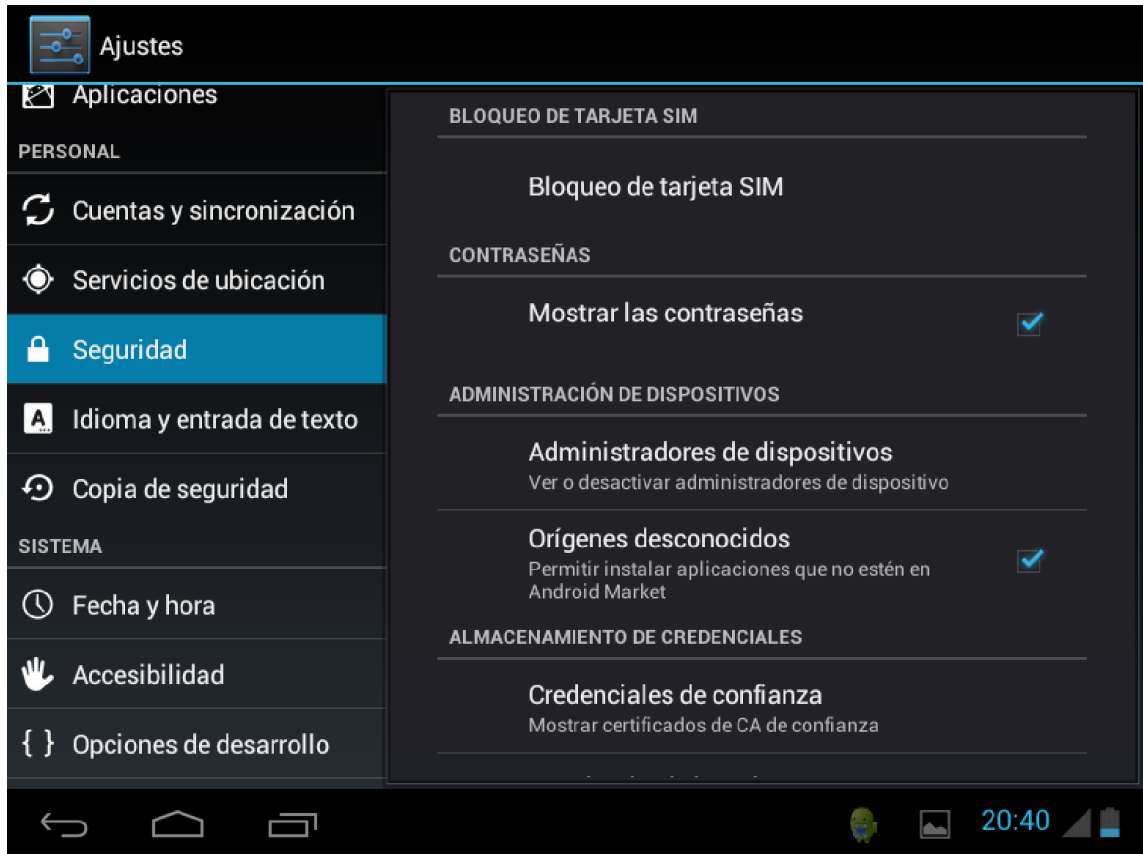 Ajustes
Aplicaciones
PERSONAL
Cuentas y sincronización
Servicios de ubicación
Seguridad
Idioma y entrada de texto
Copia de seguridad
SISTEMA
Fecha y hora
Accesibilidad
{ } Opciones de desarrollo
BLOQUEO DE TARJETA SIM
Bloqueo de tarjeta SIM
CONTRASEÑAS
Mostrar las contraseñas
ADMINISTRACIÓN DE DISPOSITIVOS
Administradores de dispositivos
Ver o desactivar administradores de dispositivo
Orígenes desconocidos
Permitir instalar aplicaciones que no estén en
Android Market
ALMACENAMIENTO DE CREDENCIALES
Credenciales de confianza
Mostrar certificados de CA de confianza
20:40